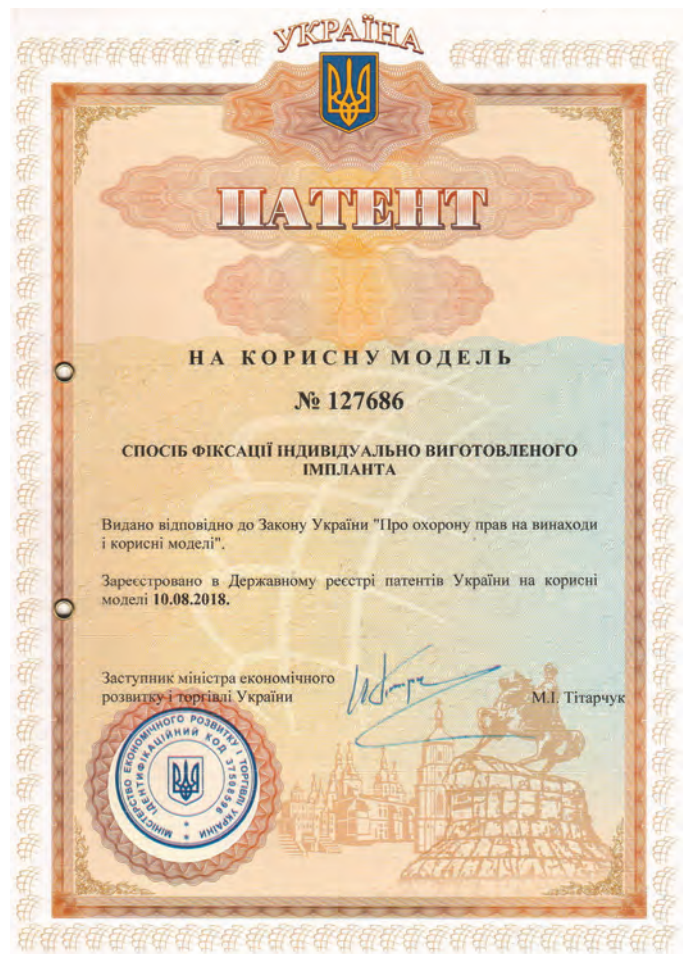 УКРАЇНА
ПАТЕНТ
НА КОРИСНУ МОДЕЛЬ
№ 127686
СПОСІБ ФІКСАЦІЇ ІНДИВІДУАЛЬНО ВИГОТОВЛЕНОГО
ІМПЛАНТА
Видано відповідно до Закону України "Про охорону прав на винаходи
і корисні моделі".
Зареєстровано в Державному реєстрі патентів України на корисні
моделі 10.08.2018.
Заступник міністра економічного
розвитку і торгівлі України
М.І. Тітарчук
МІНІСТЕРСТВО ЕКОНОМІЧНОГО РОЗВИТКУ І ТОРГІВЛІ УКРАЇНИ
ІДЕНТИФІКАЦІЙНИЙ КОД 37508596